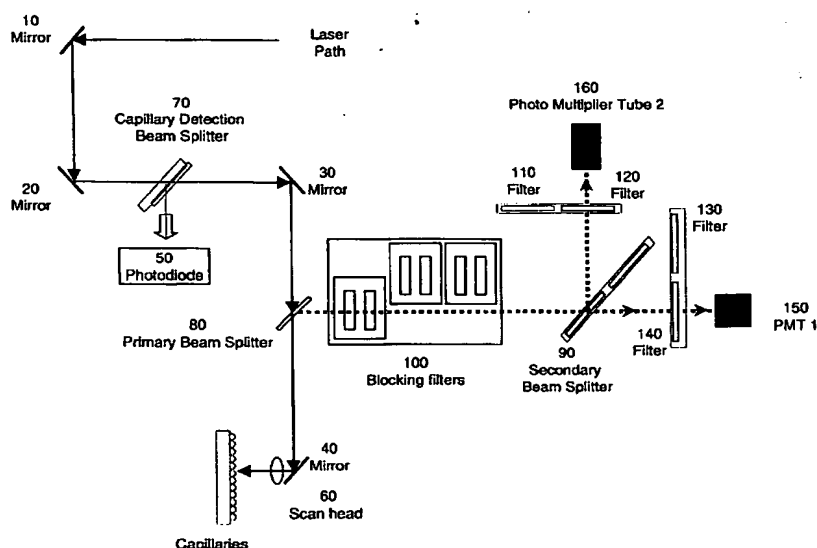 10
Mirror
Laser
Path
70
Capillary Detection
Beam Splitter
160
Photo Multiplier Tube 2
20
Mirror
30
Mirror
110
Filter
120
Filter
130
Filter
50
Photodiode
80
Primary Beam Splitter
100
Blocking filters
90
Secondary
Beam Splitter
140
Filter
150
PMT 1
40
Mirror
60
Scan head
Capillaries